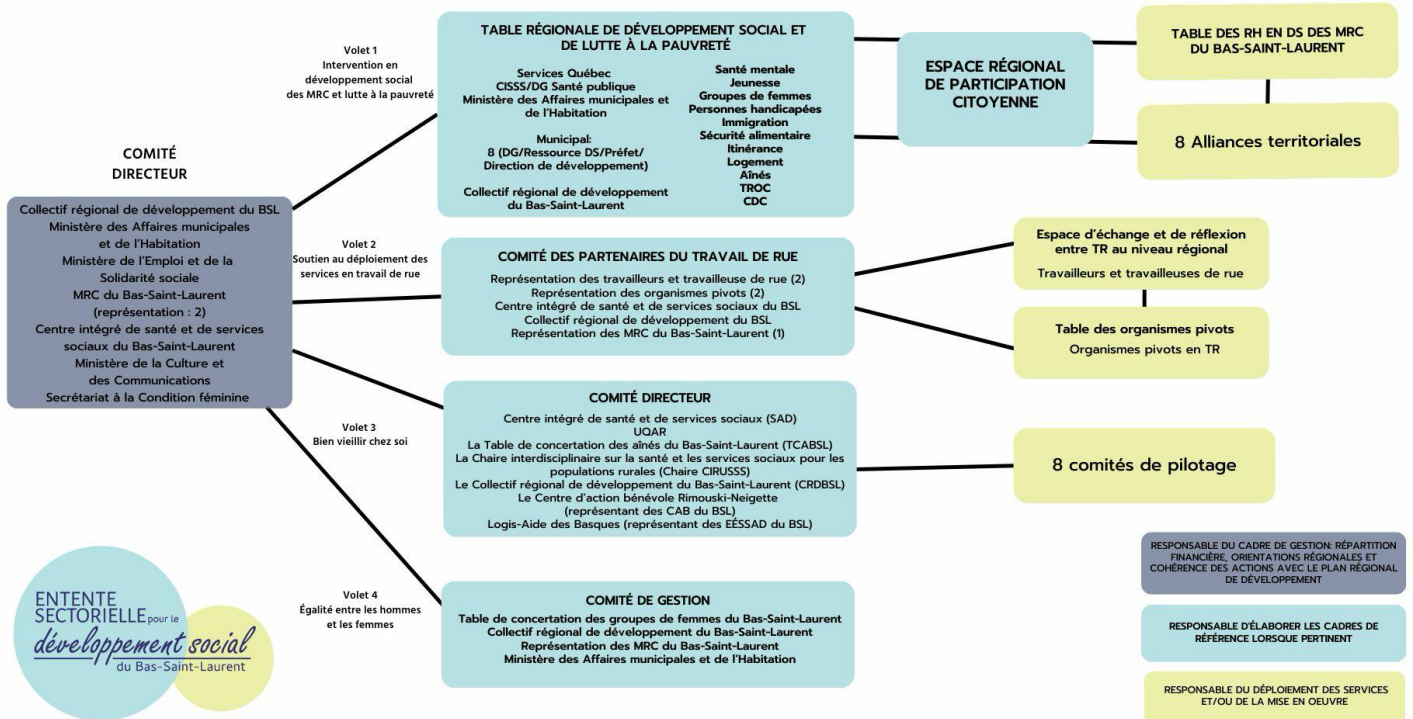 COMITÉ
DIRECTEUR
Collectif régional de développement du BSL
Ministère des Affaires municipales
et de l'Habitation
Ministère de l'Emploi et de la
Solidarité sociale
MRC du Bas-Saint-Laurent
(représentation : 2)
Centre intégré de santé et de services
sociaux du Bas-Saint-Laurent
Ministère de la Culture et
des Communications
Secrétariat à la Condition féminine
Volet 1
Intervention en
développement social
des MRC et lutte à la pauvreté
TABLE RÉGIONALE DE DÉVELOPPEMENT SOCIAL ET
DE LUTTE À LA PAUVRETÉ
Services Québec
CISSS/DG Santé publique
Ministère des Affaires municipales et
de l'Habitation
Municipal:
8 (DG/Ressource DS/Préfet/
Direction de développement)
Collectif régional de développement
du Bas-Saint-Laurent
Santé mentale
Jeunesse
Groupes de femmes
Personnes handicapées
Immigration
Sécurité alimentaire
Itinérance
Logement
Aînés
TROC
CDC
ESPACE RÉGIONAL
DE PARTICIPATION
CITOYENNE
TABLE DES RH EN DS DES MRC
DU BAS-SAINT-LAURENT
8 Alliances territoriales
Volet 2
Soutien au déploiement des
services en travail de rue
COMITÉ DES PARTENAIRES DU TRAVAIL DE RUE
Représentation des travailleurs et travailleuse de rue (2)
Représentation des organismes pivots (2)
Centre intégré de santé et de services sociaux du BSL
Collectif régional de développement du BSL
Représentation des MRC du Bas-Saint-Laurent (1)
Espace d'échange et de réflexion
entre TR au niveau régional
Travailleurs et travailleuses de rue
Table des organismes pivots
Organismes pivots en TR
Volet 3
Bien vieillir chez soi
COMITÉ DIRECTEUR
Centre intégré de santé et de services sociaux (SAD)
UQAR
La Table de concertation des aînés du Bas-Saint-Laurent (TCABSL)
La Chaire interdisciplinaire sur la santé et les services sociaux pour les
populations rurales (Chaire CIRUSSS)
Le Collectif régional de développement du Bas-Saint-Laurent (CRDBSL)
Le Centre d'action bénévole Rimouski-Neigette
(représentant des CAB du BSL)
Logis-Aide des Basques (représentant des EÉSSAD du BSL)
8 comités de pilotage
Volet 4
Égalité entre les hommes
et les femmes
COMITÉ DE GESTION
Table de concertation des groupes de femmes du Bas-Saint-Laurent
Collectif régional de développement du Bas-Saint-Laurent
Représentation des MRC du Bas-Saint-Laurent
Ministère des Affaires municipales et de l'Habitation
ENTENTE
SECTORIELLE pour le
développement social
du Bas-Saint-Laurent
RESPONSABLE DU CADRE DE GESTION: RÉPARTITION
FINANCIÈRE, ORIENTATIONS RÉGIONALES ET
COHÉRENCE DES ACTIONS AVEC LE PLAN RÉGIONAL
DE DÉVELOPPEMENT
RESPONSABLE D'ÉLABORER LES CADRES DE
RÉFÉRENCE LORSQUE PERTINENT
RESPONSABLE DU DÉPLOIEMENT DES SERVICES
ET/OU DE LA MISE EN OEUVRE